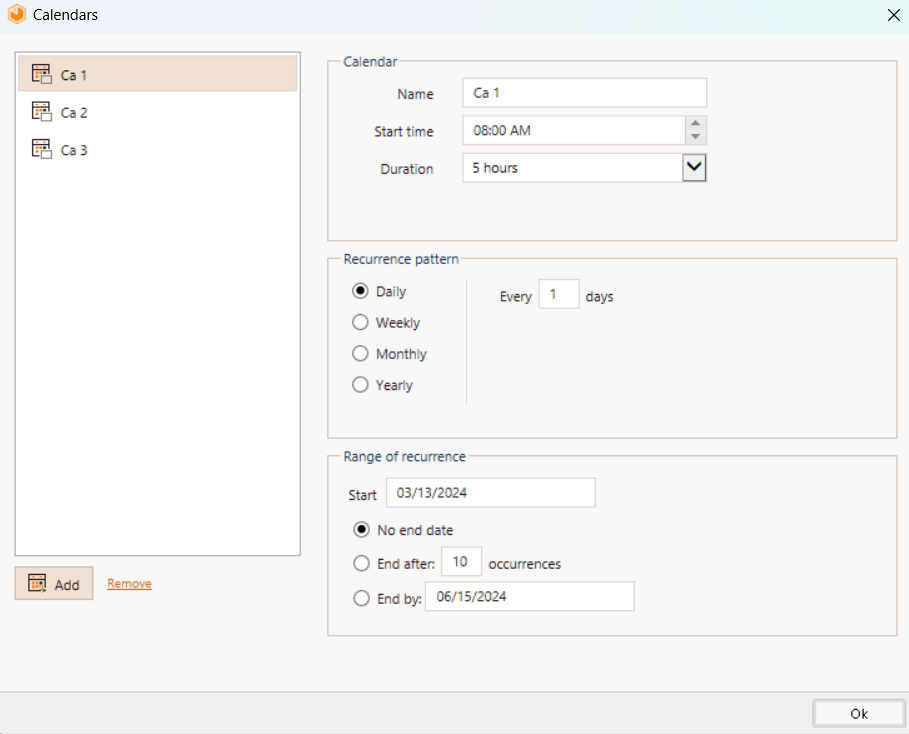 Calendars
Ca 1
Ca 2
Ca 3
Add
Remove
Calendar
Name Ca 1
Start time 08:00 AM
Duration 5 hours
Recurrence pattern
Daily
Weekly
Monthly
Yearly
Every 1 days
Range of recurrence
Start 03/13/2024
No end date
End after: 10 occurrences
End by: 06/15/2024
Ok